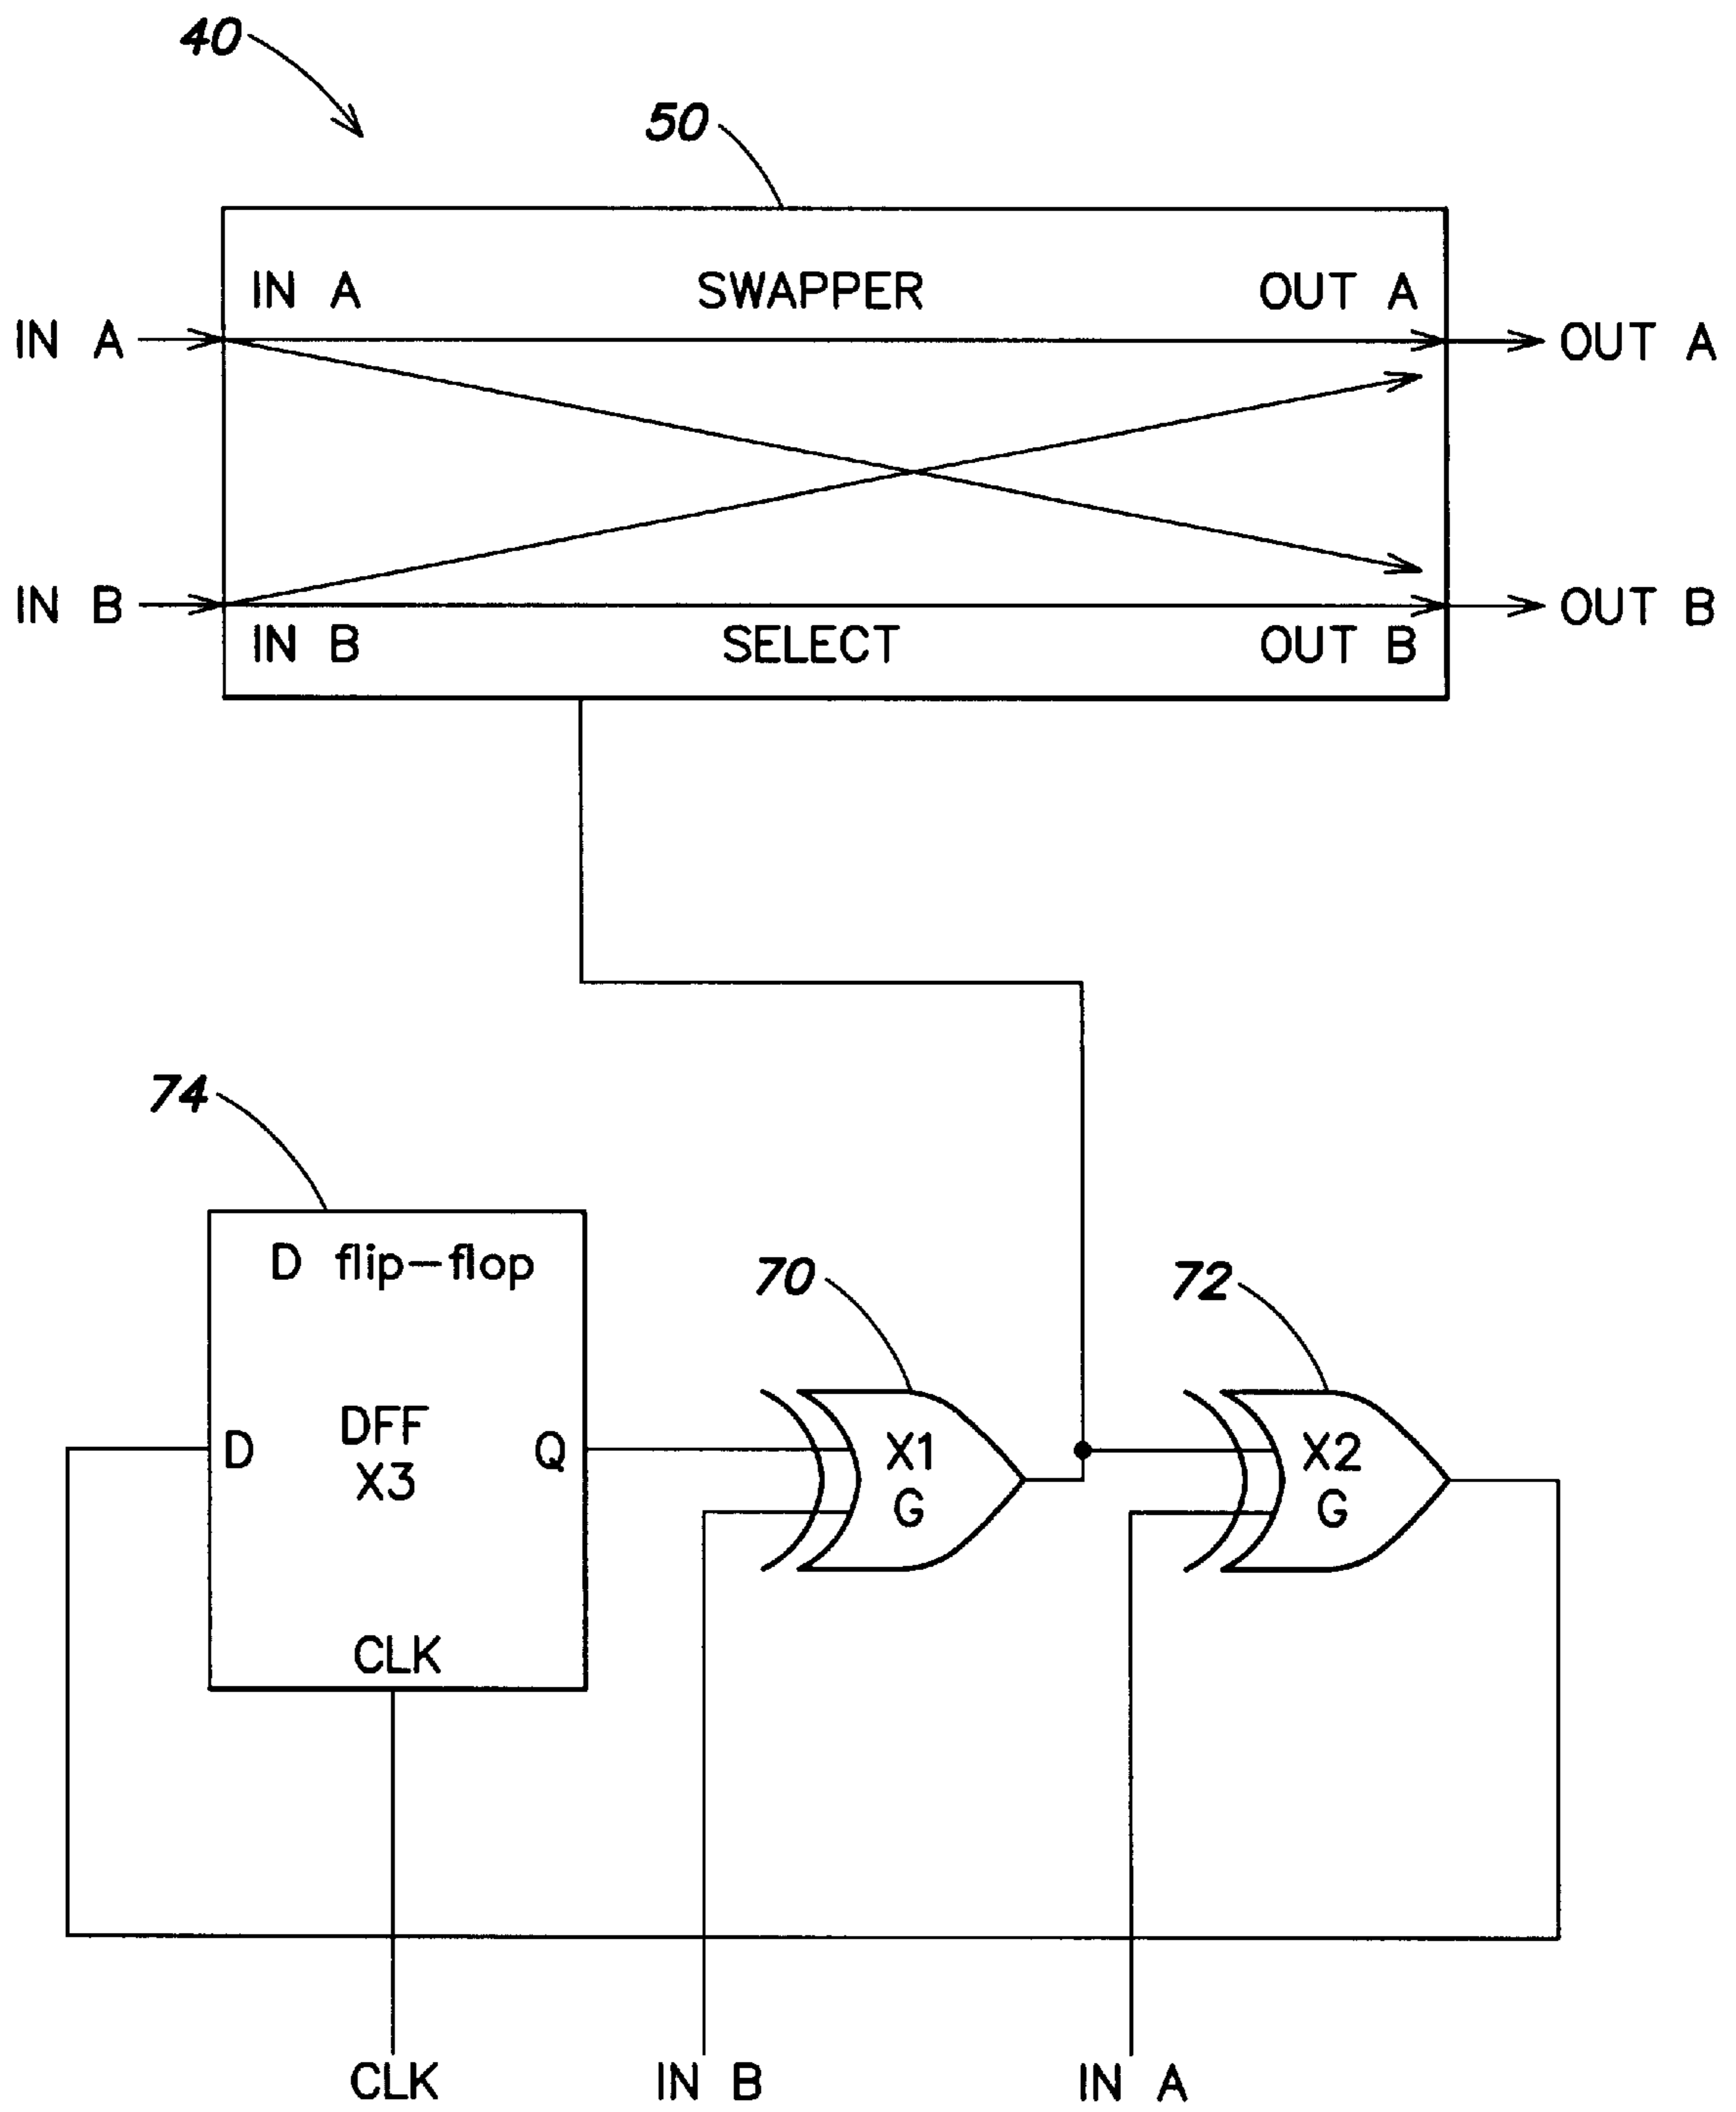 40
50
IN A SWAPPER OUT A
IN A OUT A
IN B OUT B
IN B SELECT OUT B
74
D flip-flop
70
72
D DFF Q
X3
X1
G
X2
G
CLK
CLK IN B IN A